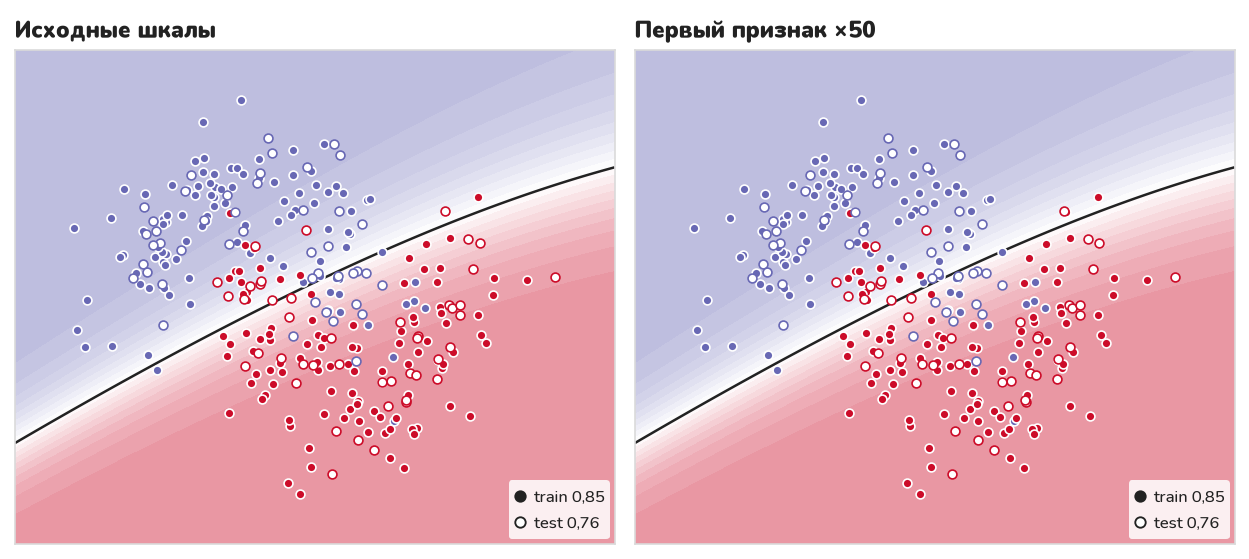 Исходные шкалы
Первый признак ×50
train 0,85
test 0,76
train 0,85
test 0,76